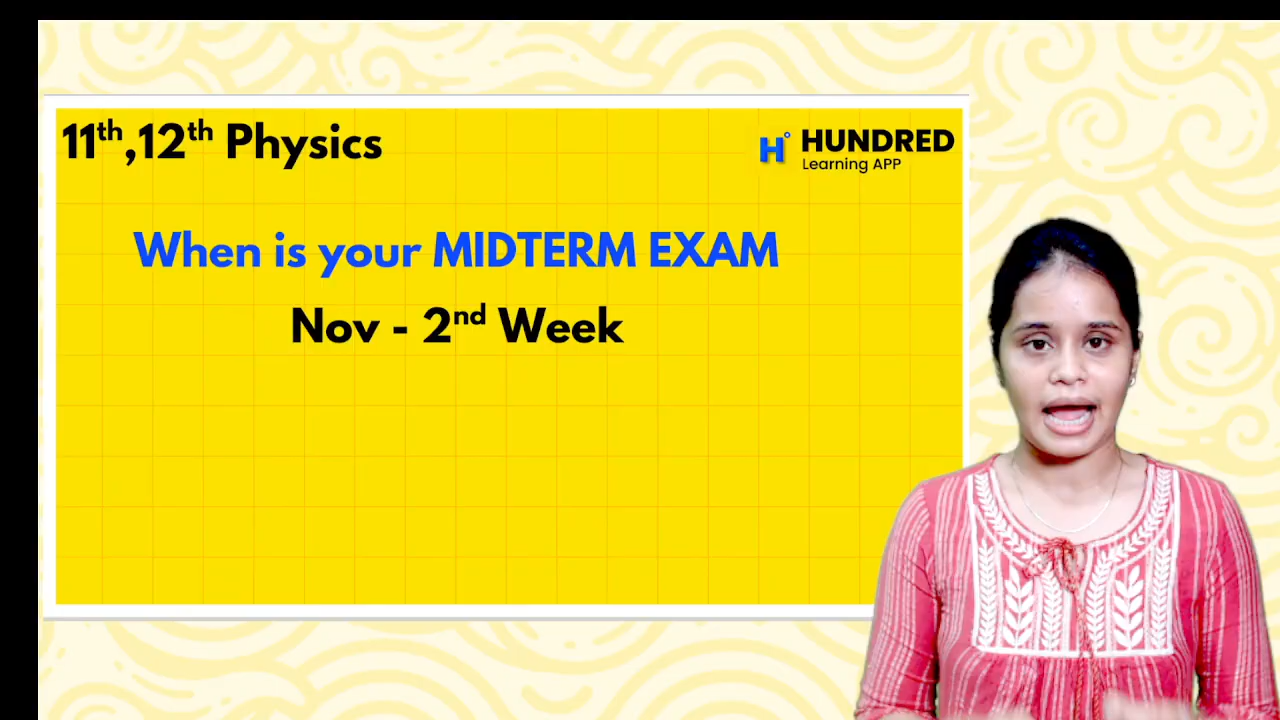 11th,12th Physics
H° HUNDRED
Learning APP
When is your MIDTERM EXAM
Nov - 2nd Week